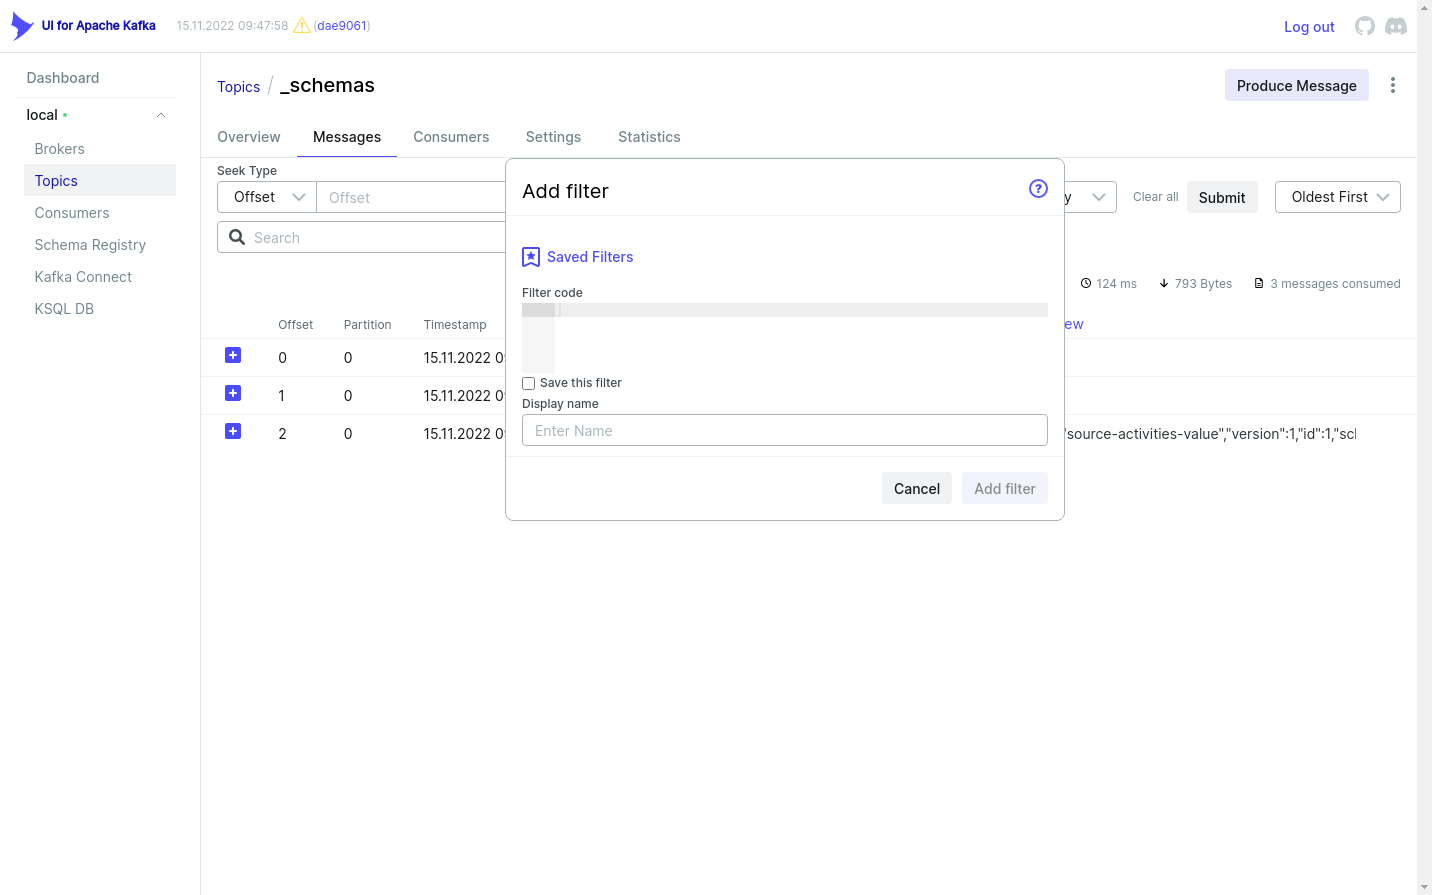 UI for Apache Kafka
15.11.2022 09:47:58
(dae9061)
Log out
Dashboard
local
Brokers
Topics
Consumers
Schema Registry
Kafka Connect
KSQL DB
Topics / _schemas
Produce Message
Overview
Messages
Consumers
Settings
Statistics
Seek Type
Offset
Offset
y
Clear all
Submit
Oldest First
Search
124 ms
793 Bytes
3 messages consumed
Offset
Partition
Timestamp
ew
0 0 15.11.2022 0
1 0 15.11.2022 0
2 0 15.11.2022 0
"source-activities-value","version":1,"id":1,"scl
Add filter
?
Saved Filters
Filter code
Save this filter
Display name
Enter Name
Cancel
Add filter